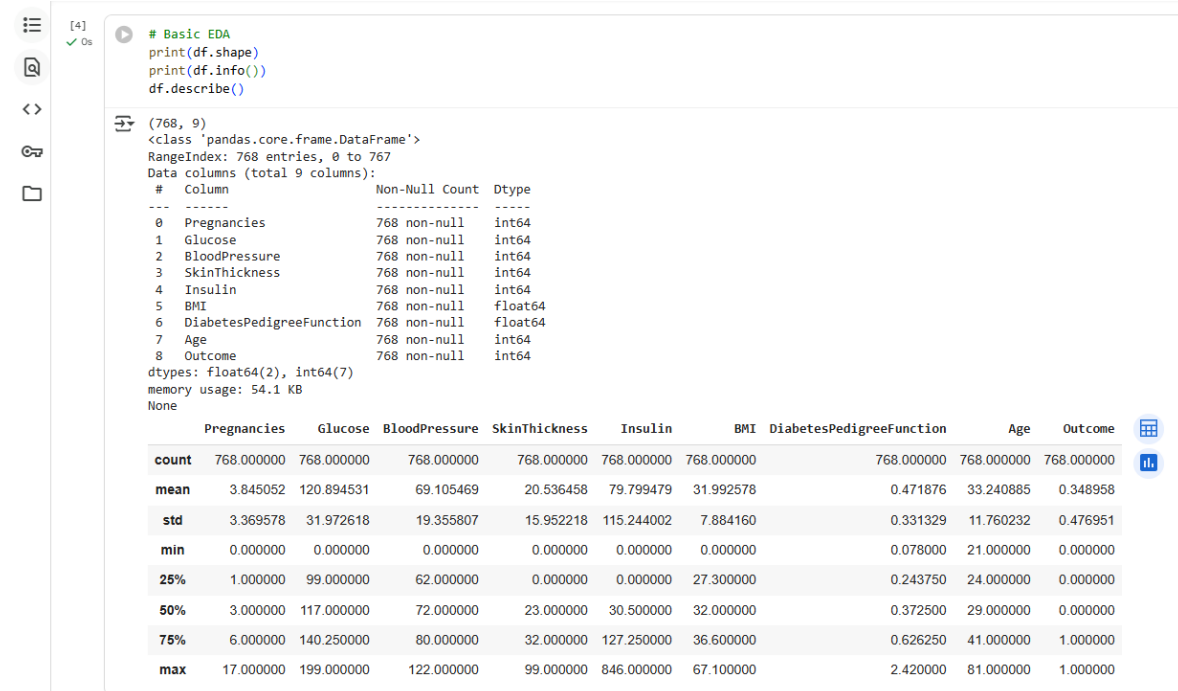 [4]
0s
# Basic EDA
print(df.shape)
print(df.info())
df.describe()
(768, 9)
<class 'pandas.core.frame.DataFrame'>
RangeIndex: 768 entries, 0 to 767
Data columns (total 9 columns):
#   Column                    Non-Null Count  Dtype
---  ------                    --------------  -----
0   Pregnancies               768 non-null    int64
1   Glucose                   768 non-null    int64
2   BloodPressure             768 non-null    int64
3   SkinThickness             768 non-null    int64
4   Insulin                   768 non-null    int64
5   BMI                       768 non-null    float64
6   DiabetesPedigreeFunction  768 non-null    float64
7   Age                       768 non-null    int64
8   Outcome                   768 non-null    int64
dtypes: float64(2), int64(7)
memory usage: 54.1 KB
None
Pregnancies Glucose BloodPressure SkinThickness Insulin BMI DiabetesPedigreeFunction Age Outcome
count 768.000000 768.000000 768.000000 768.000000 768.000000 768.000000 768.000000 768.000000 768.000000
mean 3.845052 120.894531 69.105469 20.536458 79.799479 31.992578 0.471876 33.240885 0.348958
std 3.369578 31.972618 19.355807 15.952218 115.244002 7.884160 0.331329 11.760232 0.476951
min 0.000000 0.000000 0.000000 0.000000 0.000000 0.000000 0.078000 21.000000 0.000000
25% 1.000000 99.000000 62.000000 0.000000 0.000000 27.300000 0.243750 24.000000 0.000000
50% 3.000000 117.000000 72.000000 23.000000 30.500000 32.000000 0.372500 29.000000 0.000000
75% 6.000000 140.250000 80.000000 32.000000 127.250000 36.600000 0.626250 41.000000 1.000000
max 17.000000 199.000000 122.000000 99.000000 846.000000 67.100000 2.420000 81.000000 1.000000